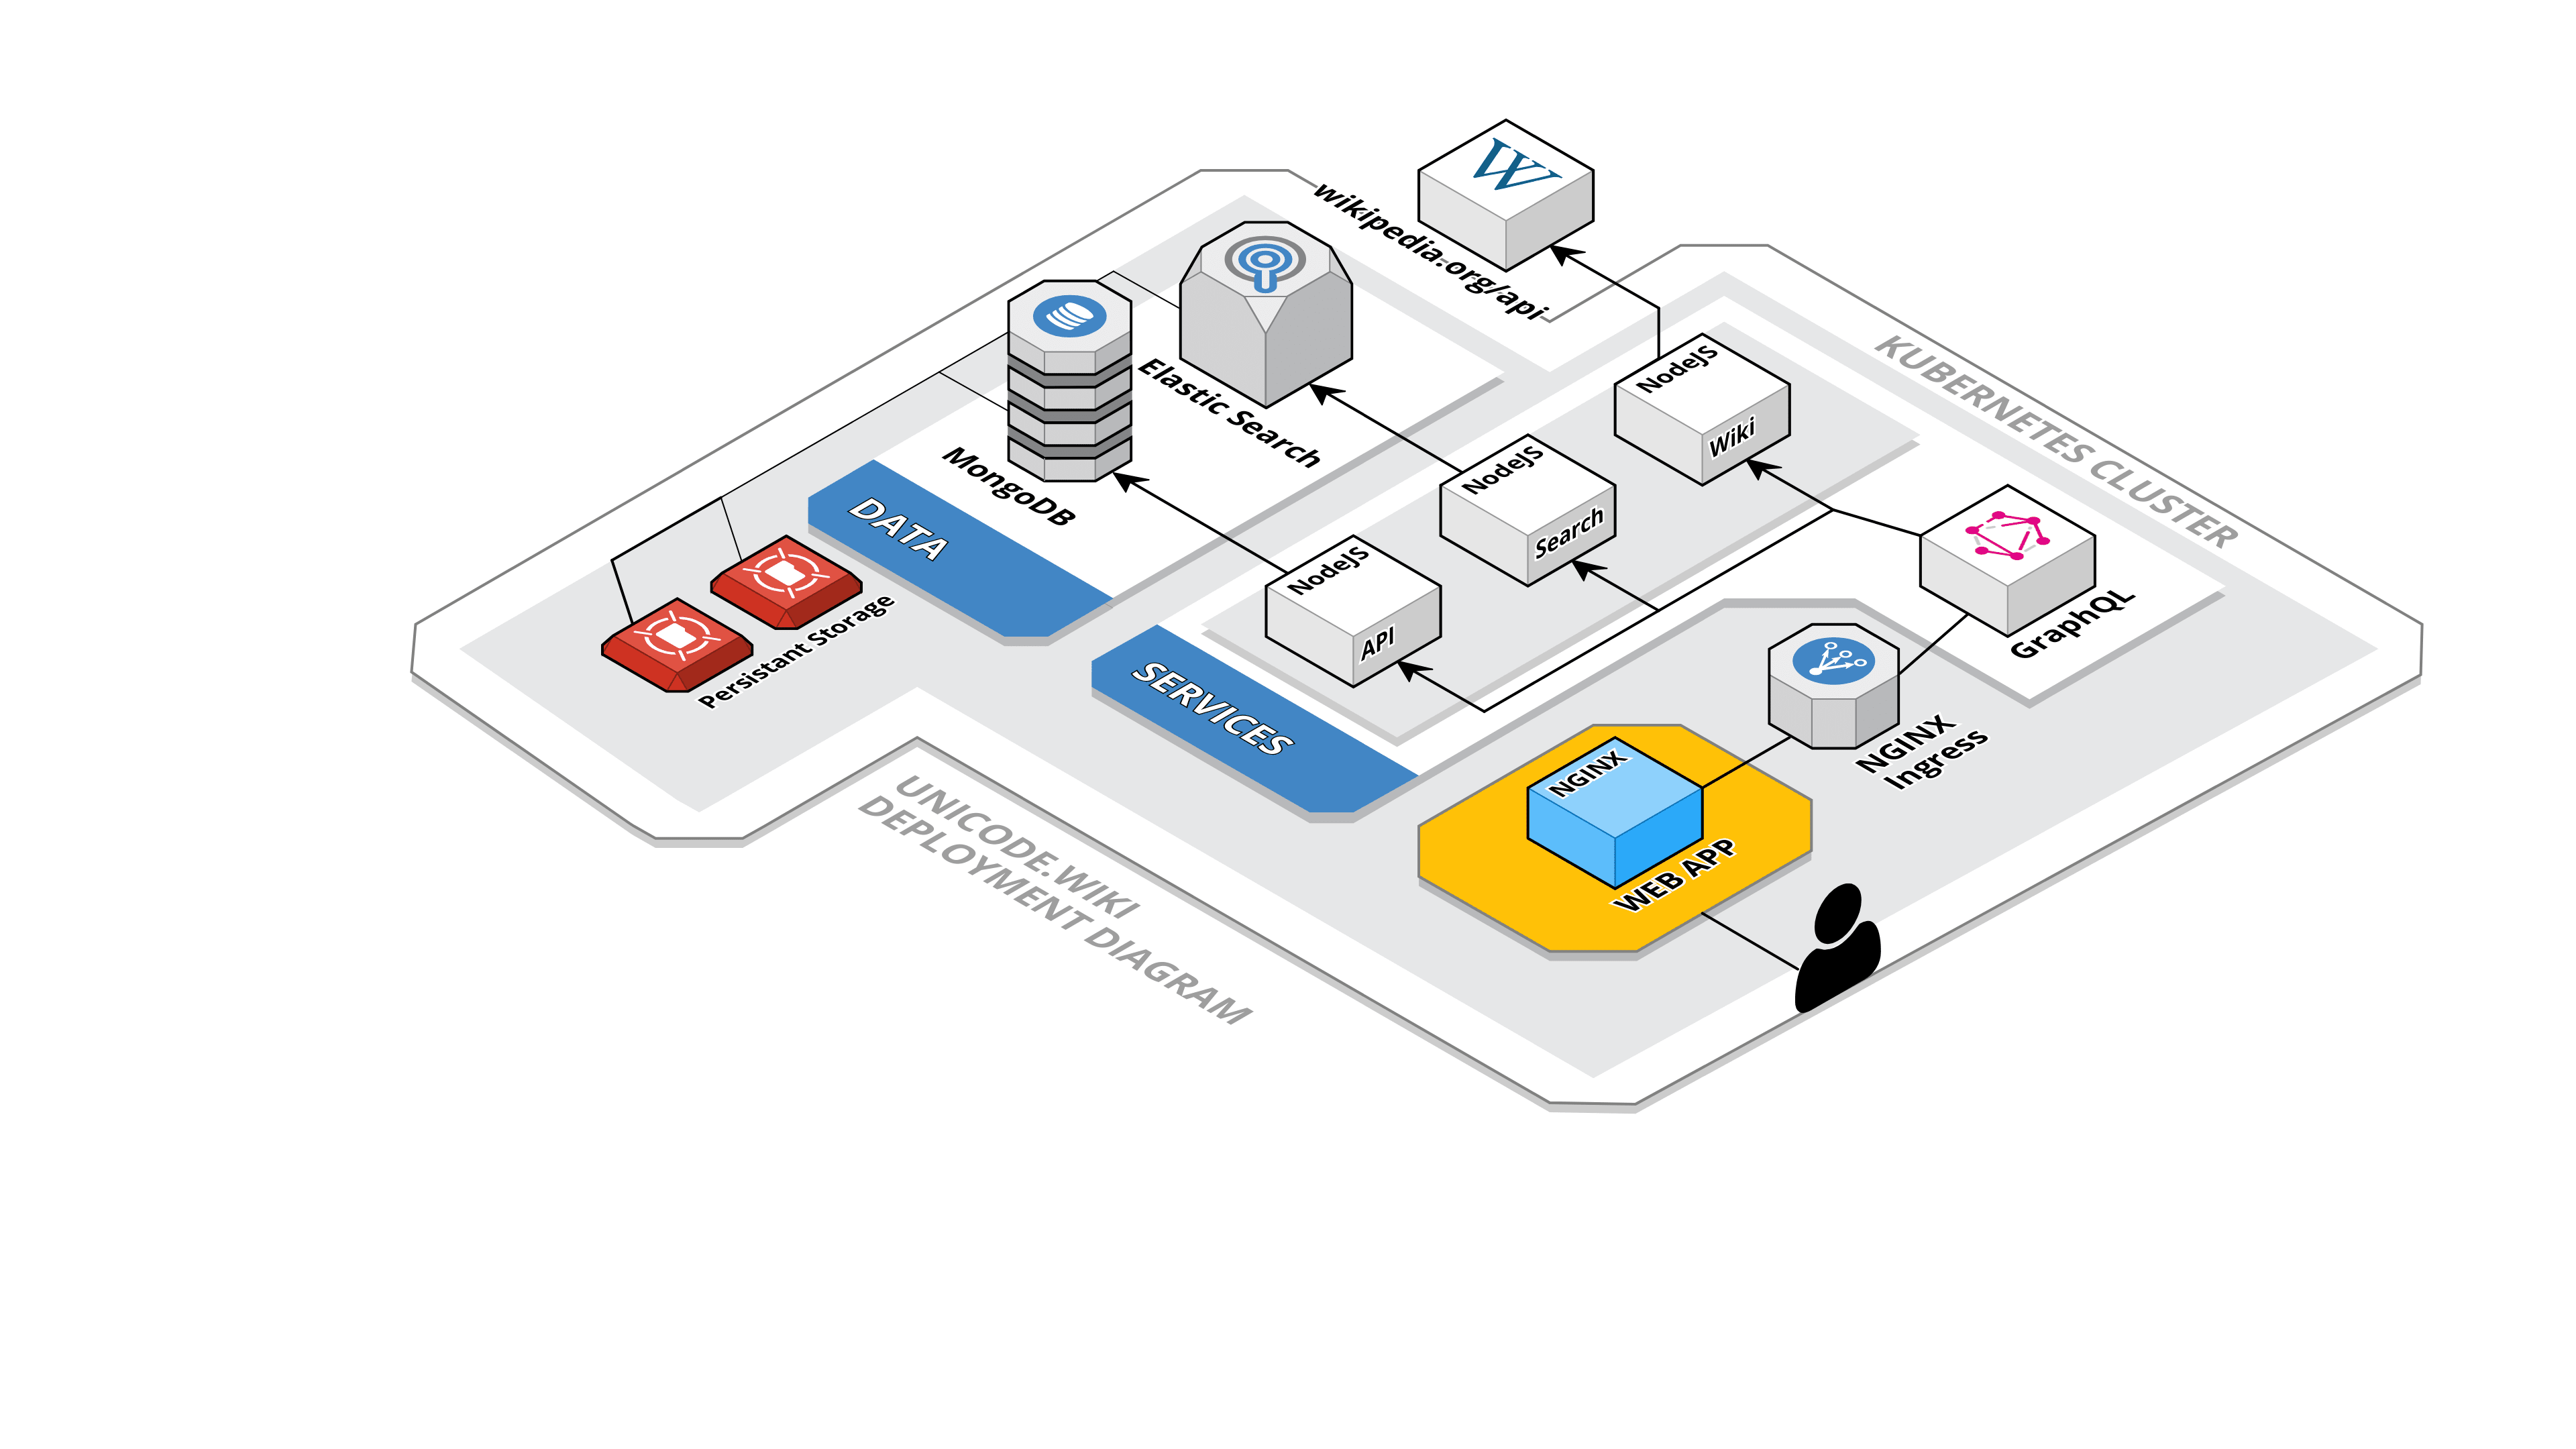 W
wikipedia.org/api
KUBERNETES CLUSTER
NodeJS
Wiki
Elastic Search
NodeJS
Search
MongoDB
DATA
NodeJS
API
GraphQL
Persistant Storage
SERVICES
NGINX
Ingress
NGINX
WEB APP
UNICODE.WIKI
DEPLOYMENT DIAGRAM